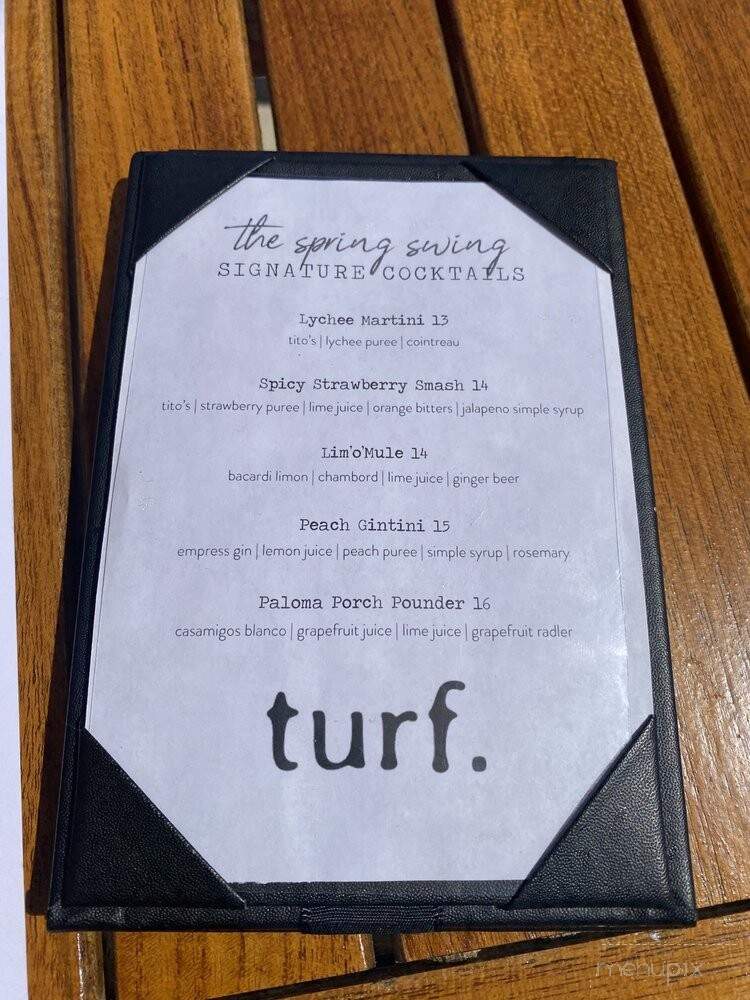 the spring swing
SIGNATURE COCKTAILS
Lychee Martini 13
tito's | lychee puree | cointreau
Spicy Strawberry Smash 14
tito's | strawberry puree | lime juice | orange bitters | jalapeno simple syrup
Lim'o'Mule 14
bacardi limon | chambord | lime juice | ginger beer
Peach Gintini 15
empress gin | lemon juice | peach puree | simple syrup | rosemary
Paloma Porch Pounder 16
casamigos blanco | grapefruit juice | lime juice | grapefruit radler
turf.
menupix